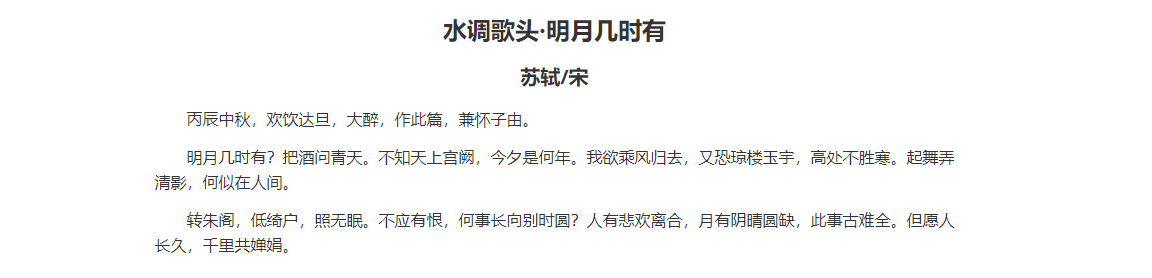 水调歌头·明月几时有
苏轼/宋
丙辰中秋，欢饮达旦，大醉，作此篇，兼怀子由。
明月几时有？把酒问青天。不知天上宫阙，今夕是何年。我欲乘风归去，又恐琼楼玉宇，高处不胜寒。起舞弄
清影，何似在人间。
转朱阁，低绮户，照无眠。不应有恨，何事长向别时圆？人有悲欢离合，月有阴晴圆缺，此事古难全。但愿人
长久，千里共婵娟。